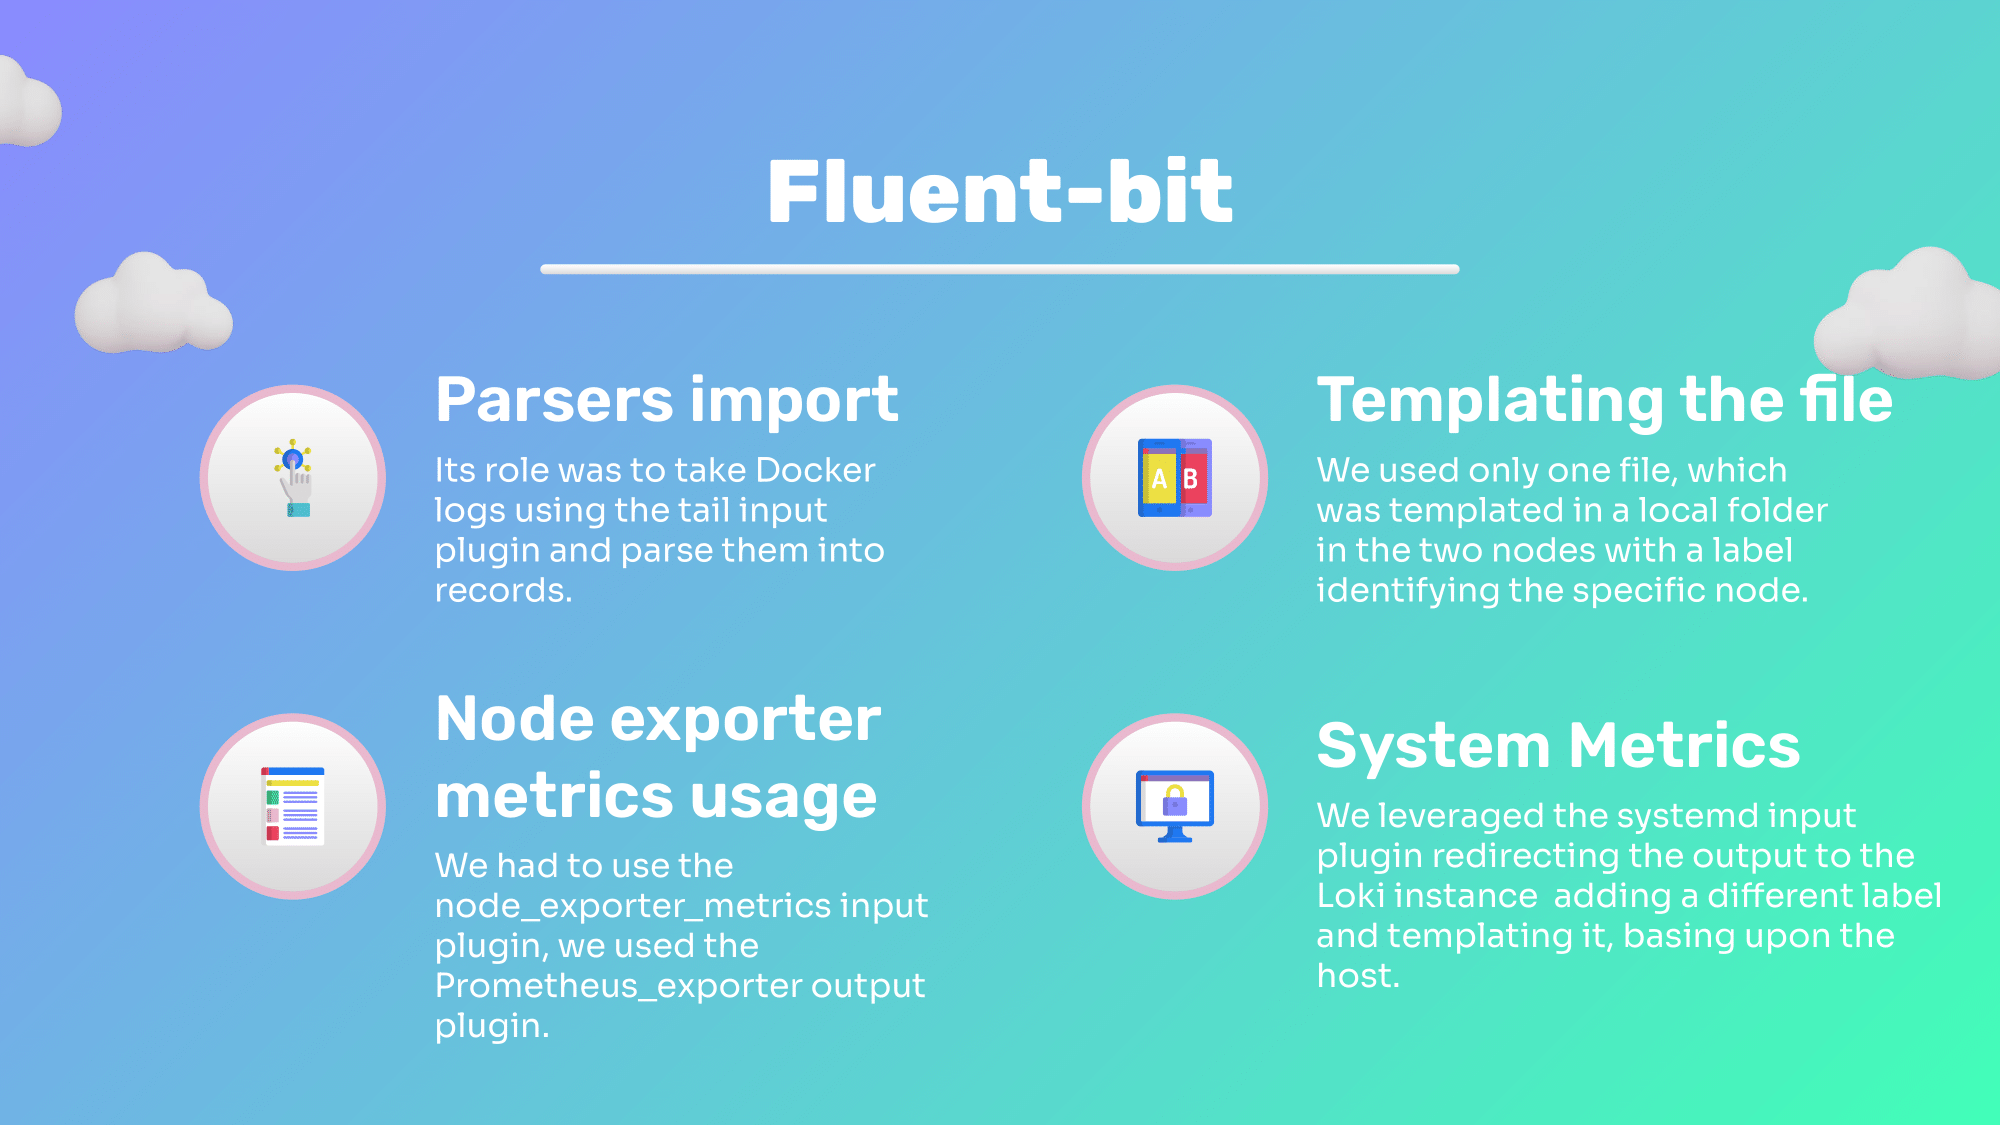 Fluent-bit
Parsers import
Its role was to take Docker
logs using the tail input
plugin and parse them into
records.
Templating the file
We used only one file, which
was templated in a local folder
in the two nodes with a label
identifying the specific node.
A B
Node exporter
metrics usage
We had to use the
node_exporter_metrics input
plugin, we used the
Prometheus_exporter output
plugin.
System Metrics
We leveraged the systemd input
plugin redirecting the output to the
Loki instance  adding a different label
and templating it, basing upon the
host.